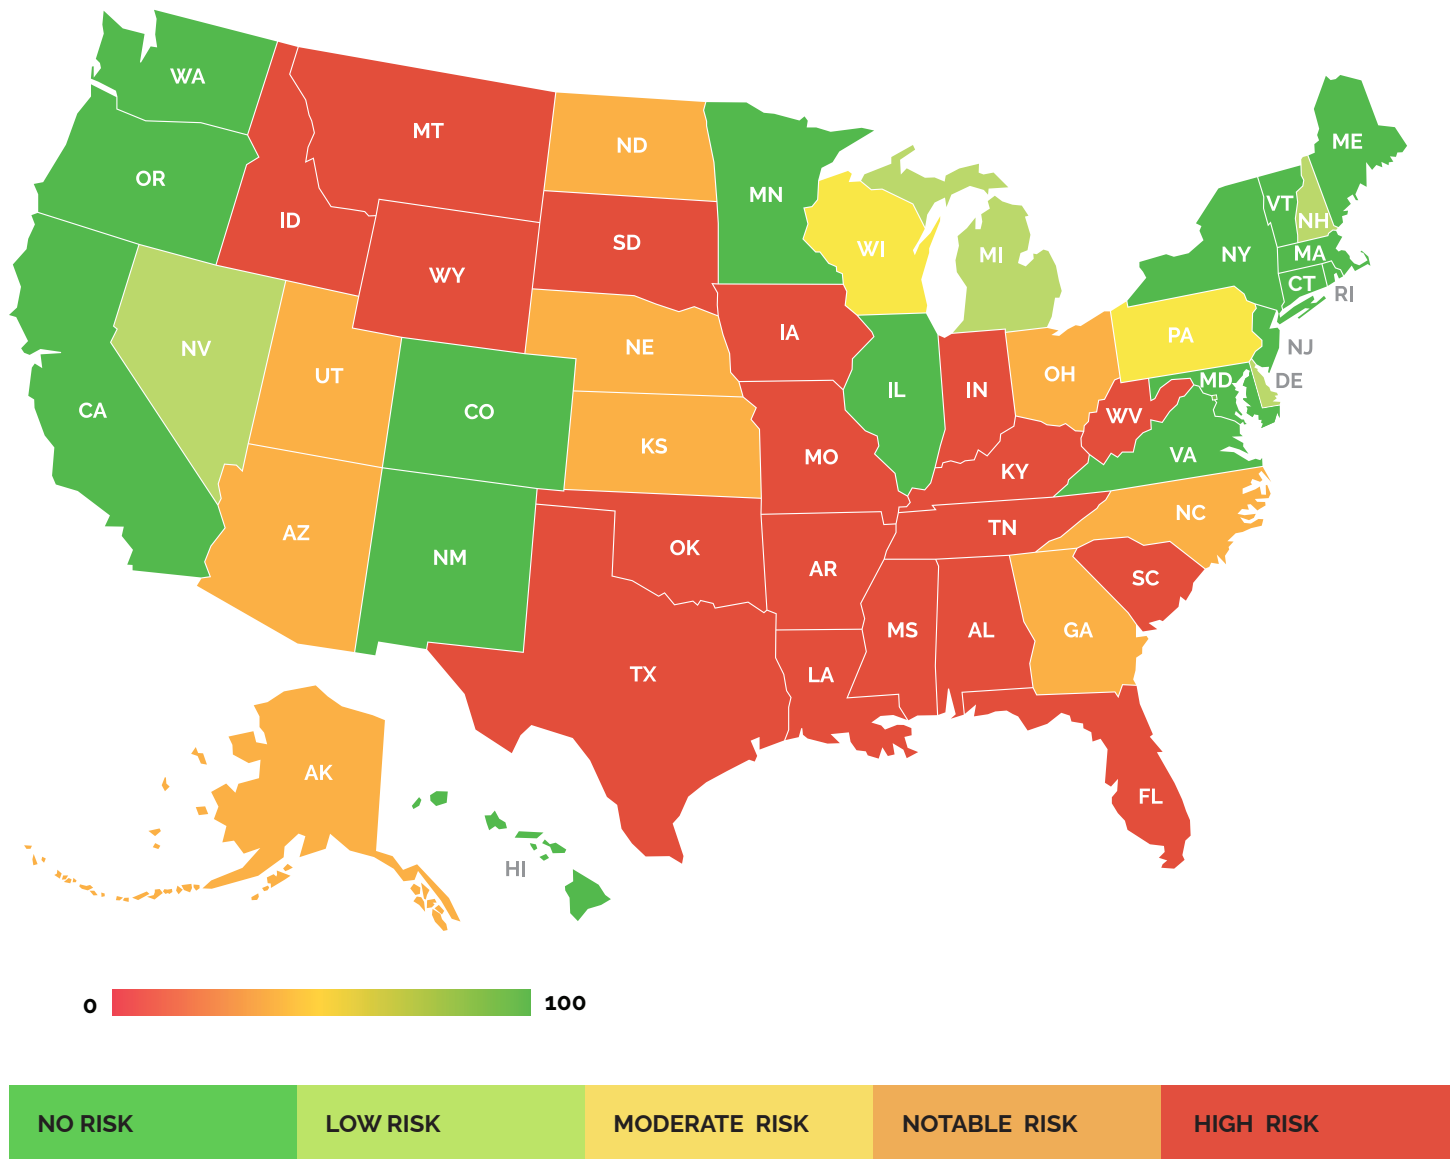 WA
MT
ND
ME
OR
MN
VT
NH
ID
SD
WI
MI
NY
MA
WY
CT
RI
IA
PA
NV
NE
NJ
UT
OH
MD
DE
CA
CO
IL
IN
WV
KS
MO
KY
VA
AZ
NC
NM
OK
TN
AR
SC
TX
LA
MS
AL
GA
AK
FL
HI
0
100
NO RISK
LOW RISK
MODERATE RISK
NOTABLE RISK
HIGH RISK